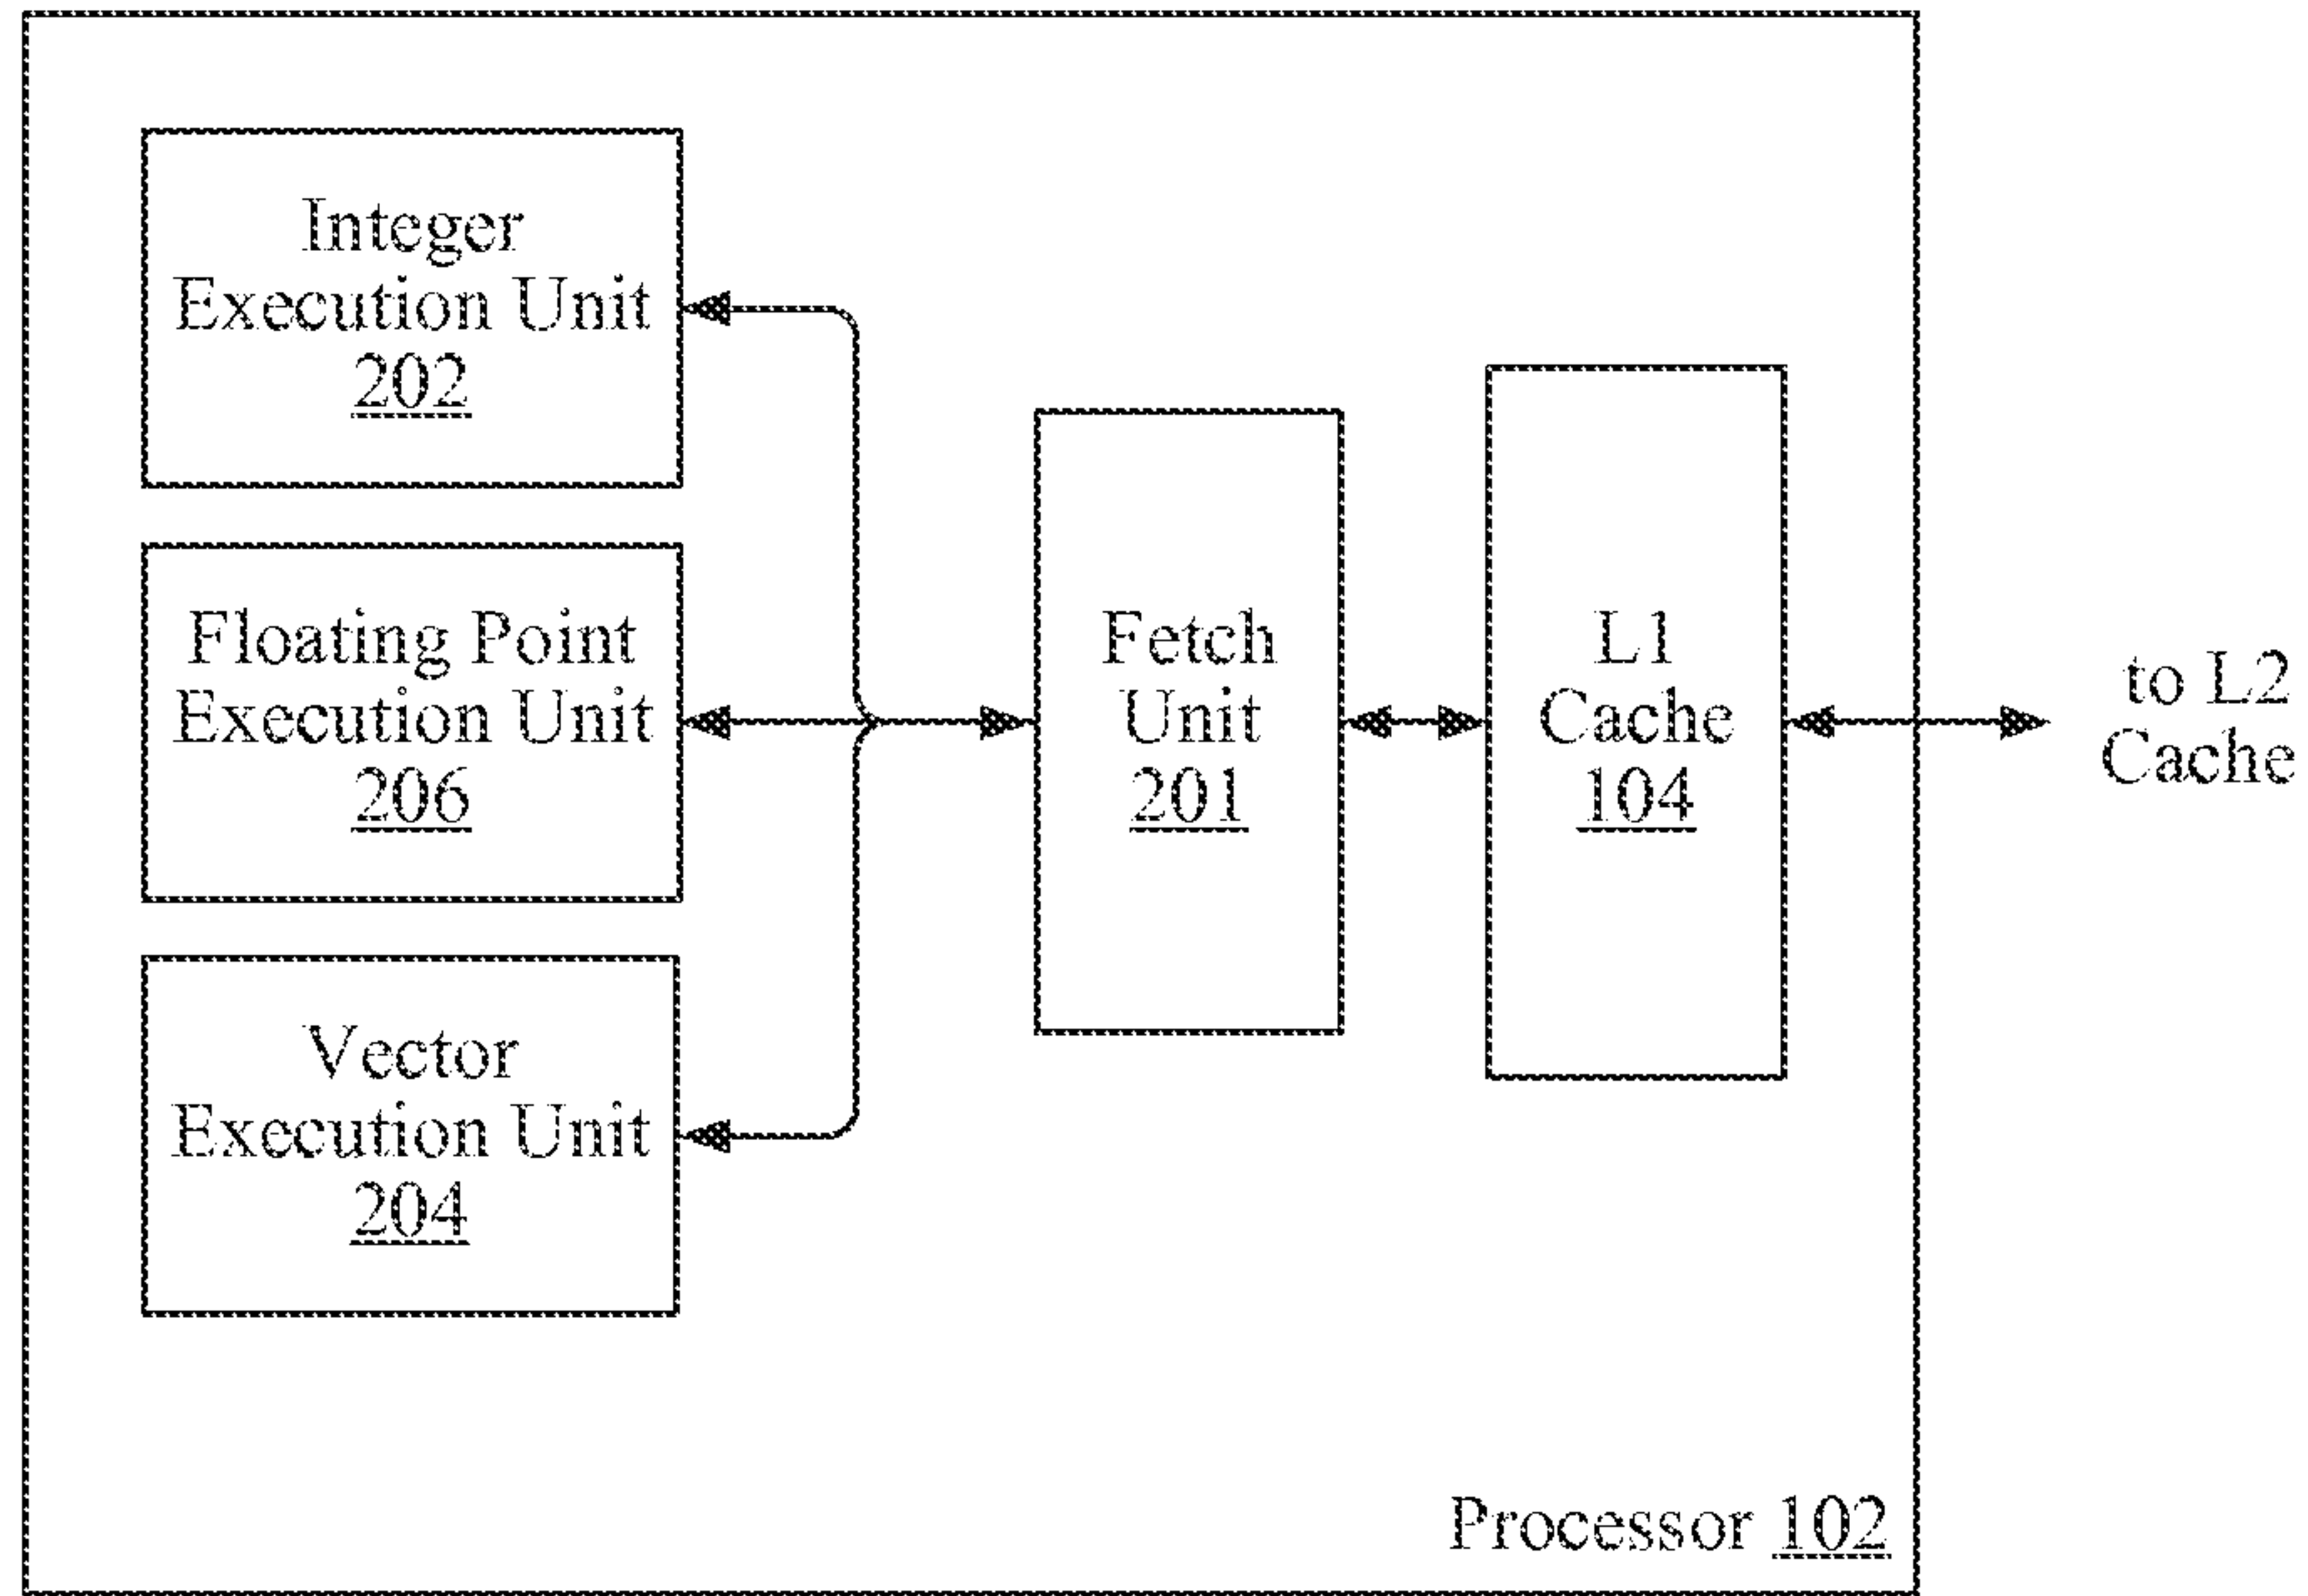 Integer
Execution Unit
202
Floating Point
Execution Unit
206
Vector
Execution Unit
204
Fetch
Unit
201
L1
Cache
104
to L2
Cache
Processor 102